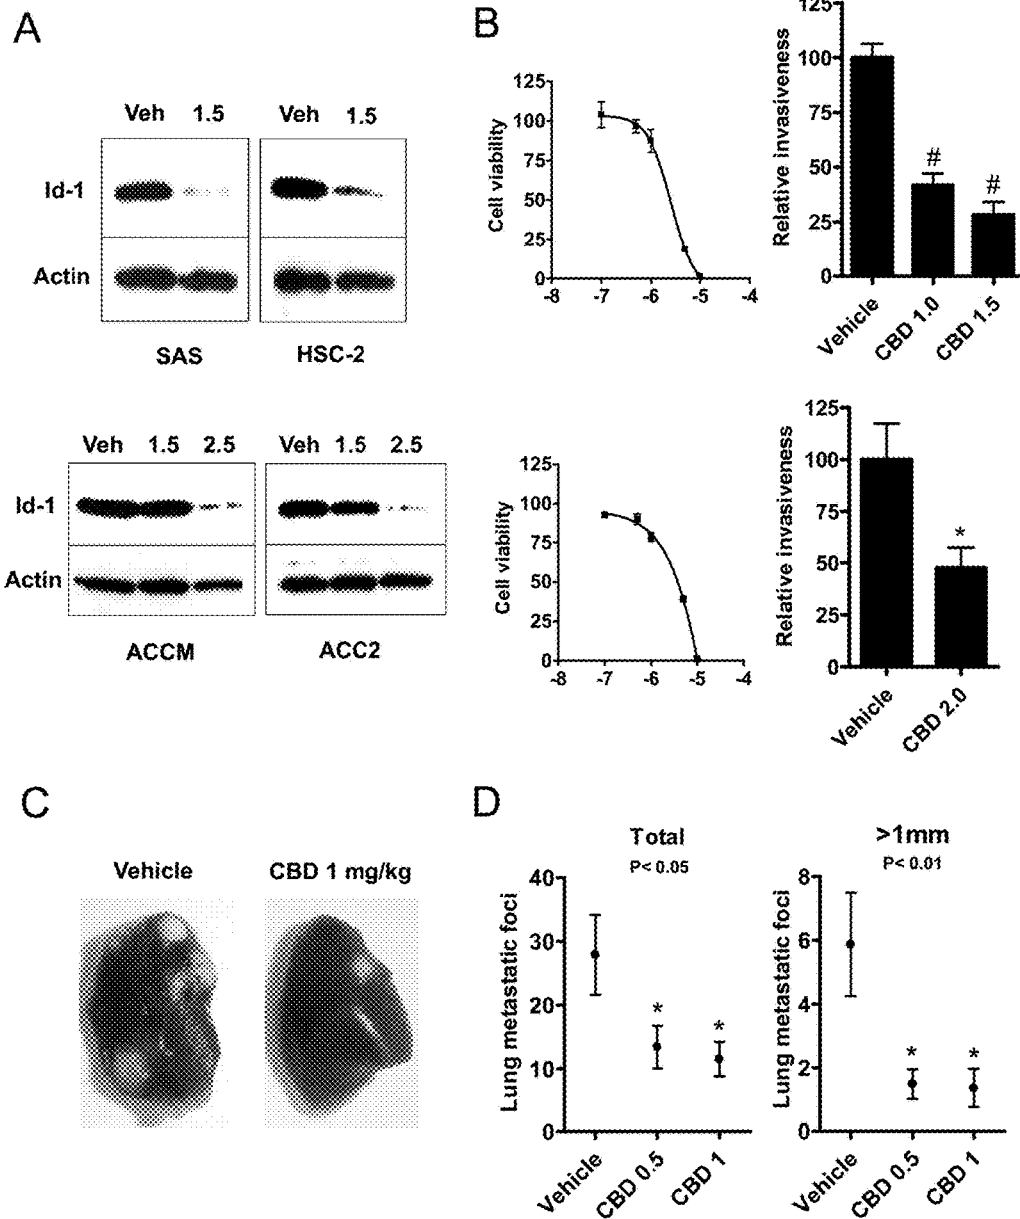 A
Veh 1.5
Veh 1.5
Id-1
Actin
SAS
HSC-2
Veh 1.5 2.5
Veh 1.5 2.5
Id-1
Actin
ACCM
ACC2
B
Cell viability
125
100
75
50
25
0
-8 -7 -6 -5 -4
Relative invasiveness
125
100
75
50
25
0
# #
Vehicle
CBD 1.0
CBD 1.5
Cell viability
125
100
75
50
25
0
-8 -7 -6 -5 -4
Relative invasiveness
125
100
75
50
25
0
*
Vehicle
CBD 2.0
C
Vehicle
CBD 1 mg/kg
D
Total
P< 0.05
Lung metastatic foci
40
30
20
10
0
* *
Vehicle
CBD 0.5
CBD 1
>1mm
P< 0.01
Lung metastatic foci
8
6
4
2
0
* *
Vehicle
CBD 0.5
CBD 1